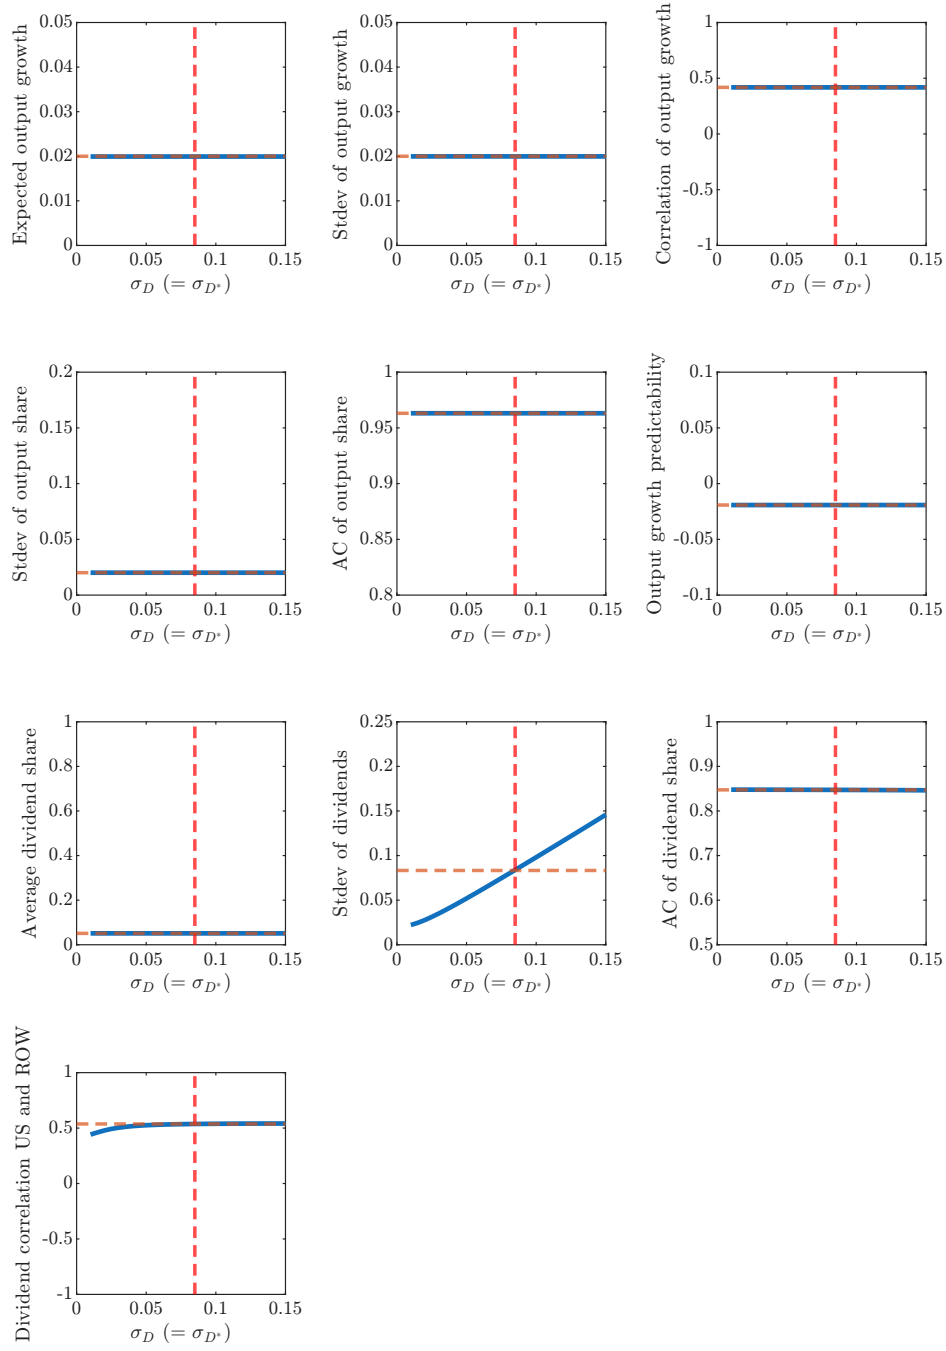 Expected output growth
0.05
0.04
0.03
0.02
0.01
0
0 0.05 0.1 0.15
σ_D (= σ_D*)
Stdev of output growth
0.05
0.04
0.03
0.02
0.01
0
0 0.05 0.1 0.15
σ_D (= σ_D*)
Correlation of output growth
1
0.5
0
-0.5
-1
0 0.05 0.1 0.15
σ_D (= σ_D*)
Stdev of output share
0.2
0.15
0.1
0.05
0
0 0.05 0.1 0.15
σ_D (= σ_D*)
AC of output share
1
0.95
0.9
0.85
0.8
0 0.05 0.1 0.15
σ_D (= σ_D*)
Output growth predictability
0.1
0.05
0
-0.05
-0.1
0 0.05 0.1 0.15
σ_D (= σ_D*)
Average dividend share
1
0.8
0.6
0.4
0.2
0
0 0.05 0.1 0.15
σ_D (= σ_D*)
Stdev of dividends
0.25
0.2
0.15
0.1
0.05
0
0 0.05 0.1 0.15
σ_D (= σ_D*)
AC of dividend share
1
0.9
0.8
0.7
0.6
0.5
0 0.05 0.1 0.15
σ_D (= σ_D*)
Dividend correlation US and ROW
1
0.5
0
-0.5
-1
0 0.05 0.1 0.15
σ_D (= σ_D*)